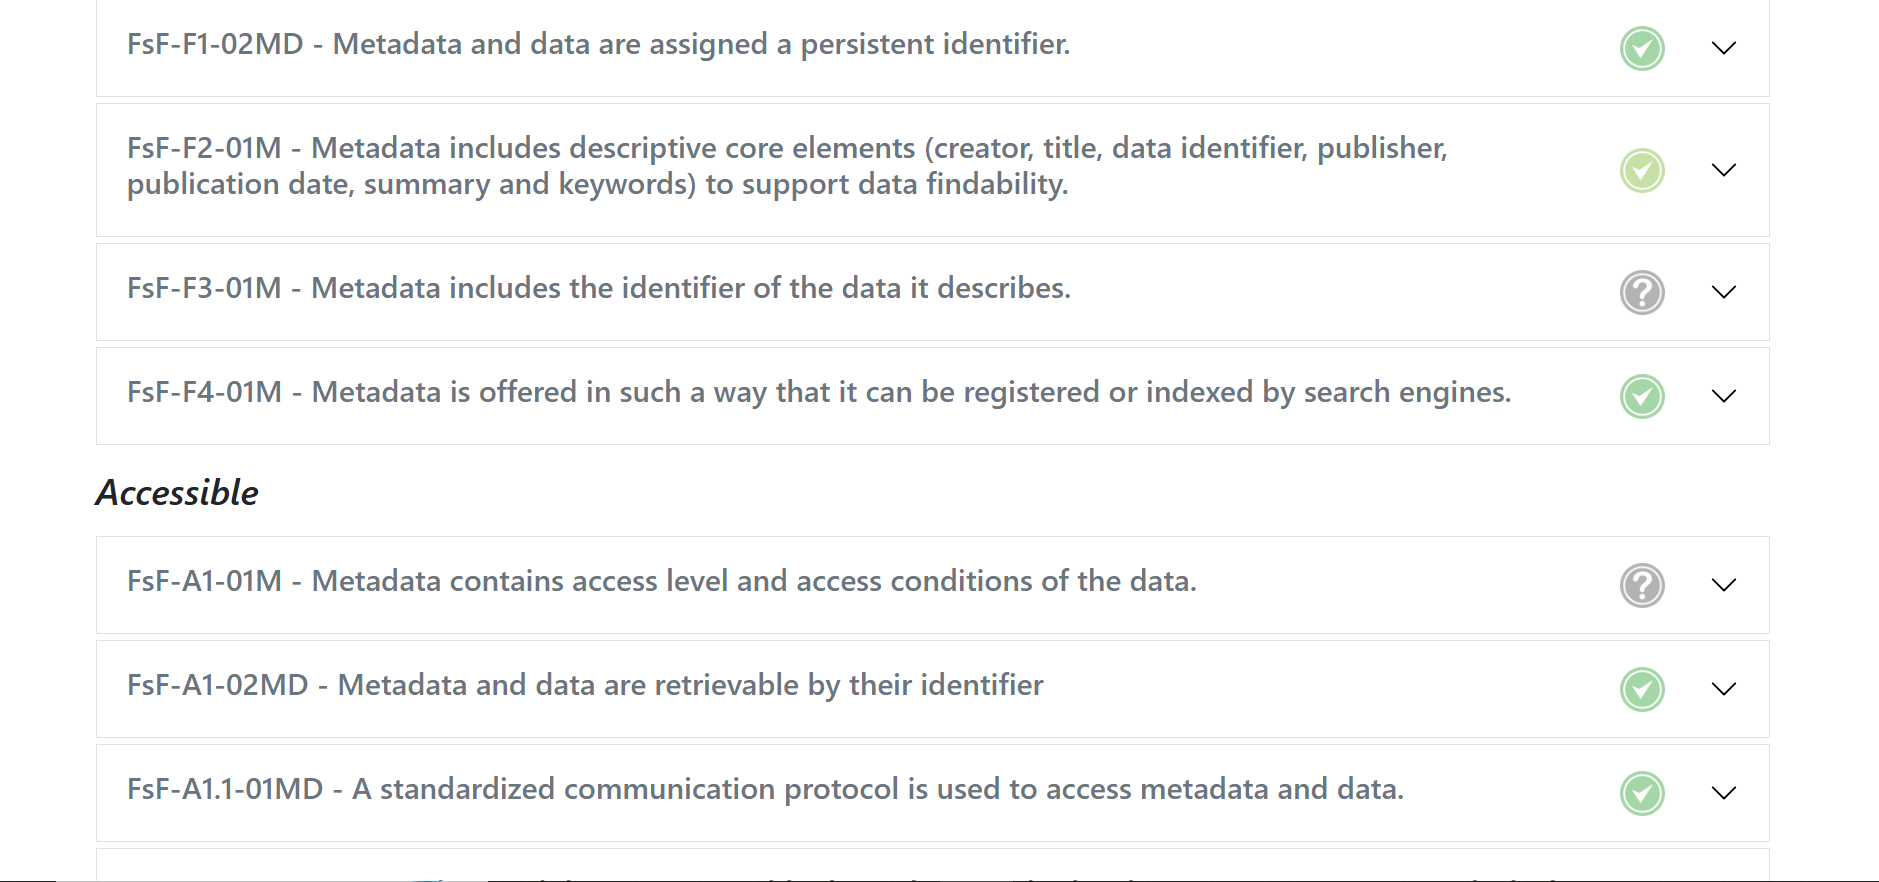 FsF-F1-02MD - Metadata and data are assigned a persistent identifier.
FsF-F2-01M - Metadata includes descriptive core elements (creator, title, data identifier, publisher,
publication date, summary and keywords) to support data findability.
FsF-F3-01M - Metadata includes the identifier of the data it describes.
FsF-F4-01M - Metadata is offered in such a way that it can be registered or indexed by search engines.
Accessible
FsF-A1-01M - Metadata contains access level and access conditions of the data.
FsF-A1-02MD - Metadata and data are retrievable by their identifier
FsF-A1.1-01MD - A standardized communication protocol is used to access metadata and data.